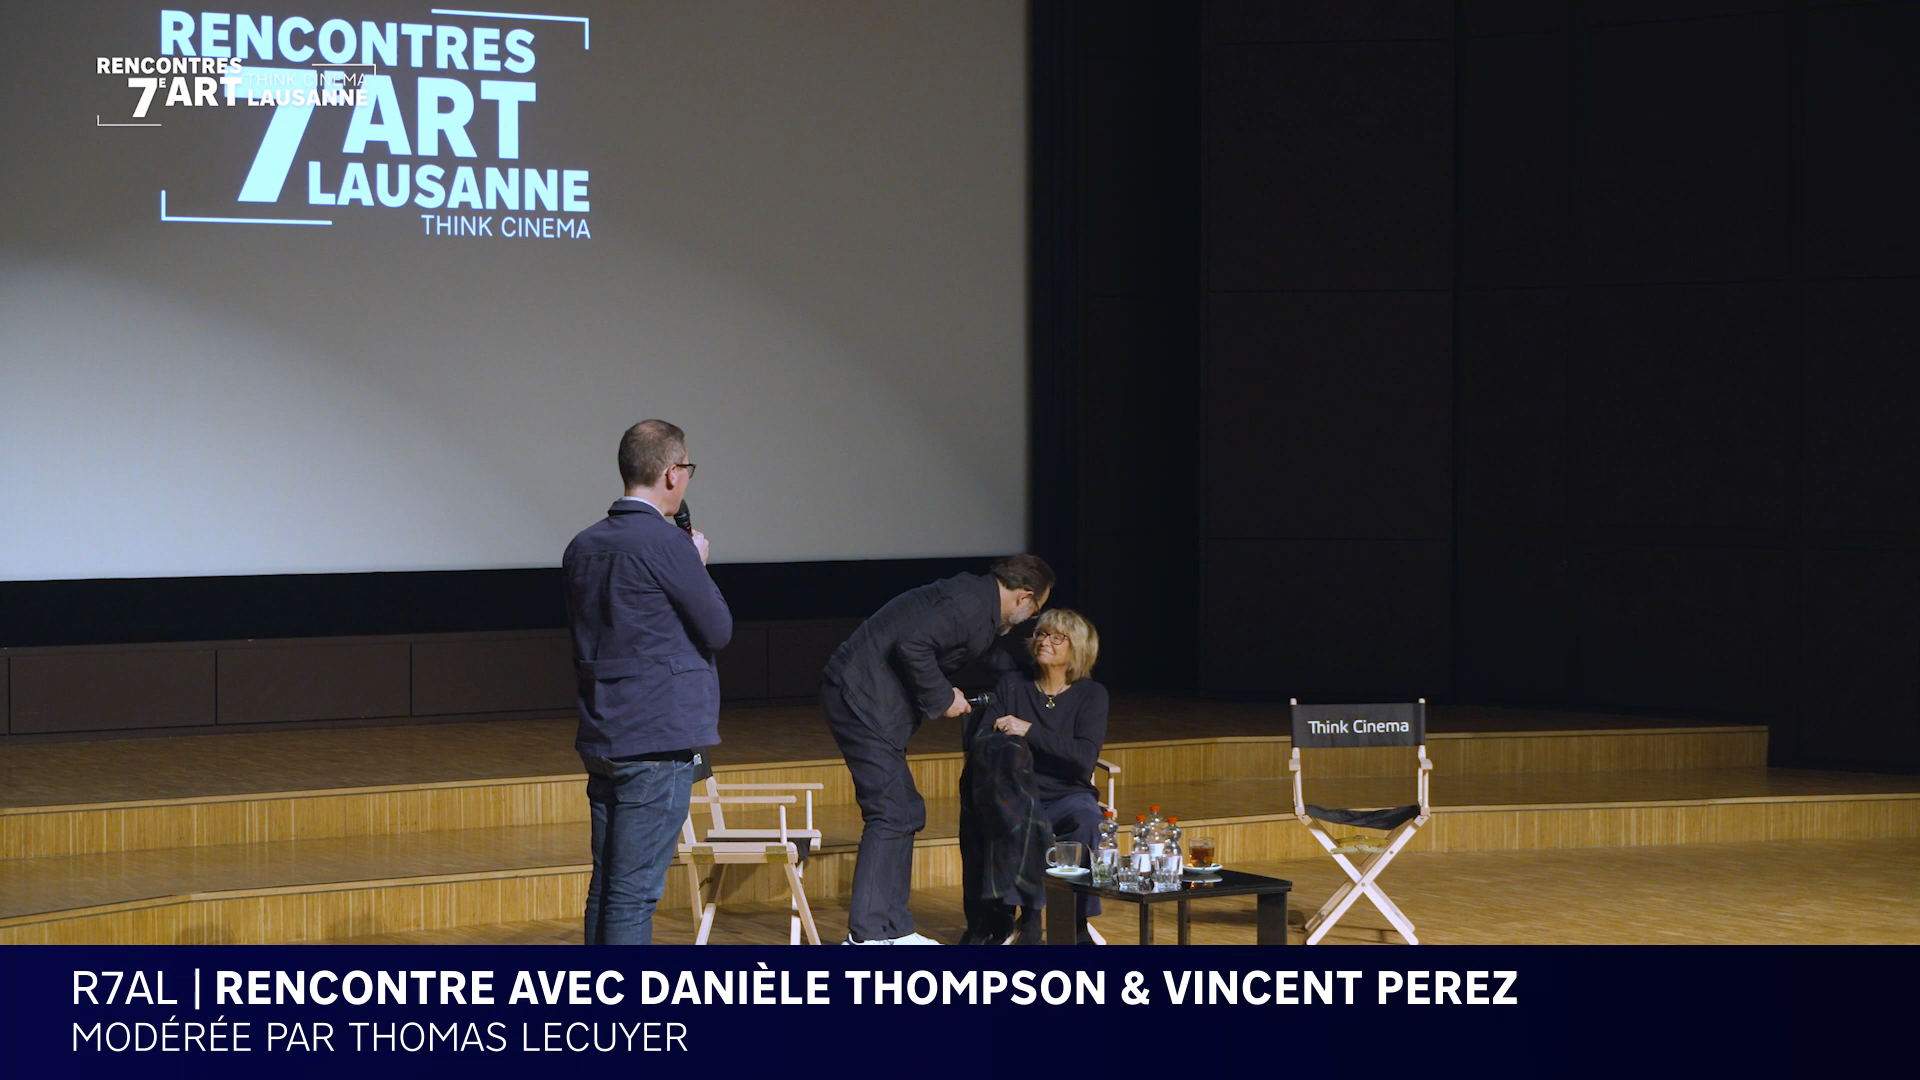 RENCONTRES
7E ART
LAUSANNE
THINK CINEMA
RENCONTRES
7 ART
LAUSANNE
THINK CINEMA
Think Cinema
R7AL | RENCONTRE AVEC DANIÈLE THOMPSON & VINCENT PEREZ
MODÉRÉE PAR THOMAS LECUYER